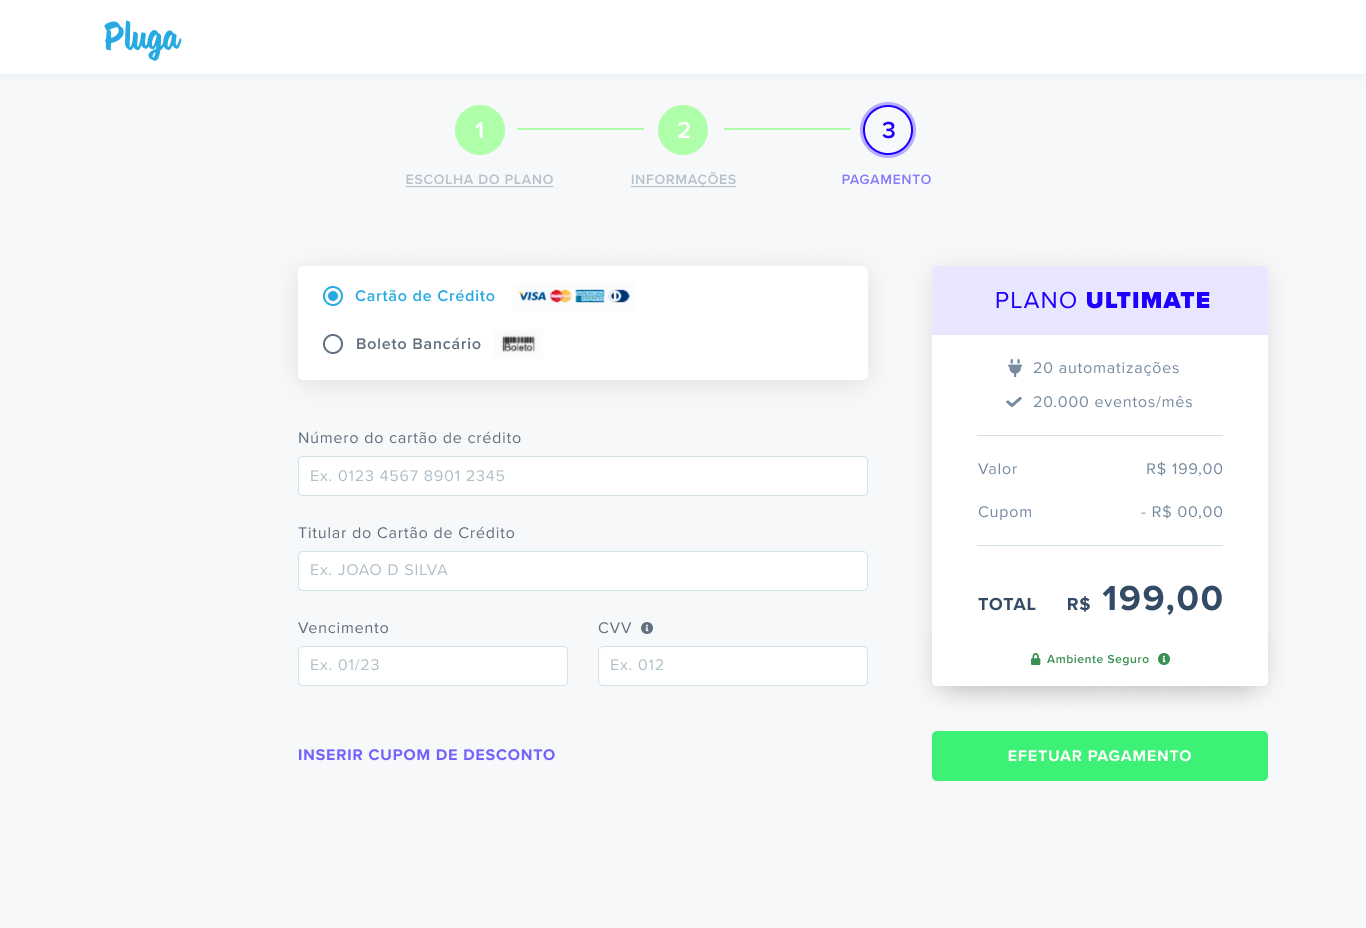 Pluga
1 2 3
ESCOLHA DO PLANO INFORMAÇÕES PAGAMENTO
Cartão de Crédito VISA
Boleto Bancário Boleto
Número do cartão de crédito
Ex. 0123 4567 8901 2345
Titular do Cartão de Crédito
Ex. JOAO D SILVA
Vencimento CVV
Ex. 01/23 Ex. 012
INSERIR CUPOM DE DESCONTO
PLANO ULTIMATE
20 automatizações
20.000 eventos/mês
Valor R$ 199,00
Cupom - R$ 00,00
TOTAL R$ 199,00
Ambiente Seguro
EFETUAR PAGAMENTO